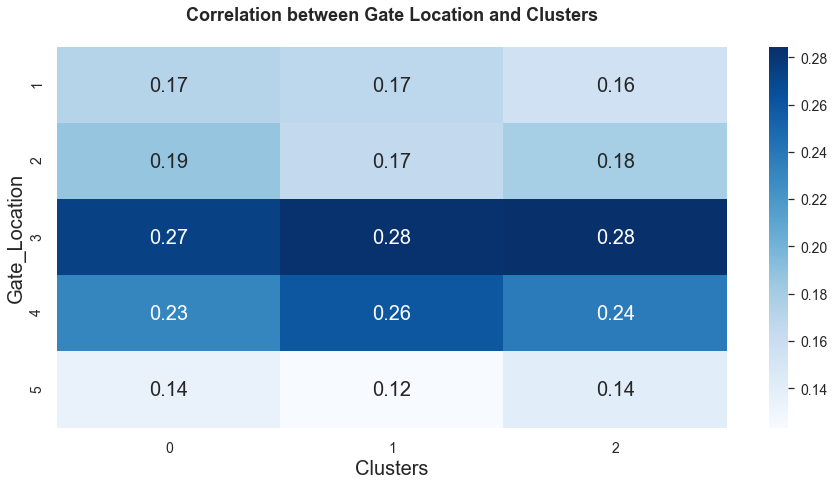 Correlation between Gate Location and Clusters
Gate_Location
1
0.17 0.17 0.16
2
0.19 0.17 0.18
3
0.27 0.28 0.28
4
0.23 0.26 0.24
5
0.14 0.12 0.14
0 1 2
Clusters
0.28
0.26
0.24
0.22
0.20
0.18
0.16
0.14